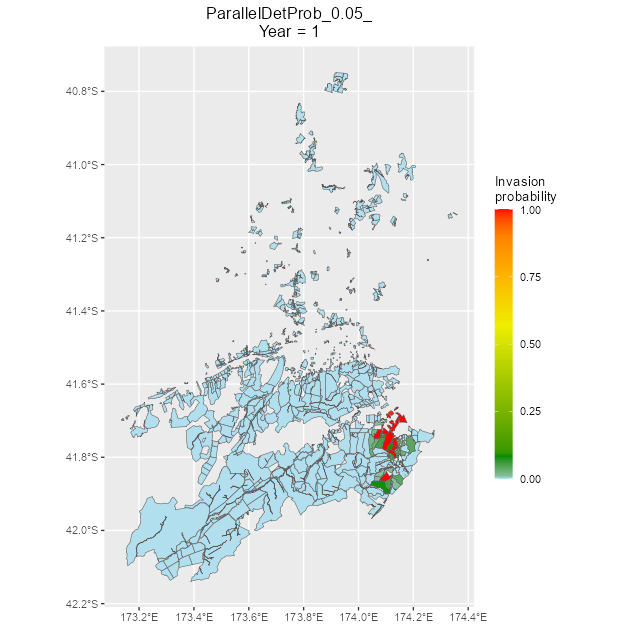 ParallelDetProb_0.05_
Year = 1
40.8°S
41.0°S
41.2°S
41.4°S
41.6°S
41.8°S
42.0°S
42.2°S
173.2°E 173.4°E 173.6°E 173.8°E 174.0°E 174.2°E 174.4°E
Invasion
probability
1.00
0.75
0.50
0.25
0.00